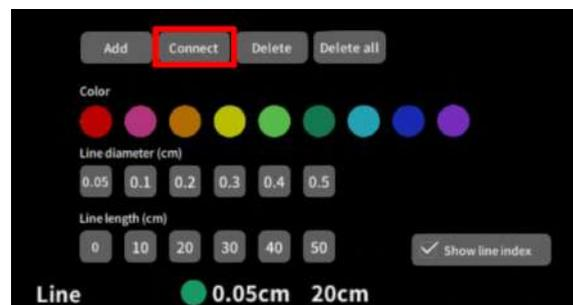 Add Connect Delete Delete all
Color
Line diameter (cm)
0.05 0.1 0.2 0.3 0.4 0.5
Line length (cm)
0 10 20 30 40 50 Show line index
Line 0.05cm 20cm